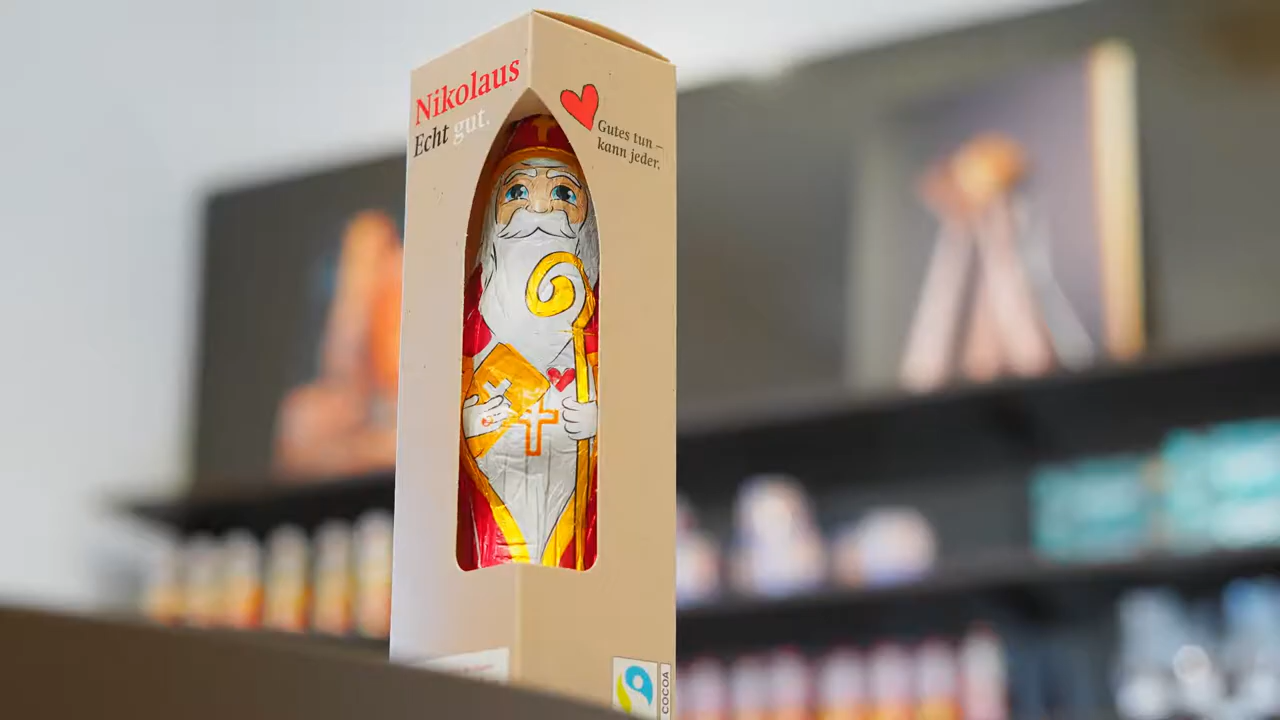 Nikolaus
Echt gut.
Gutes tun –
kann jeder.
COCOA